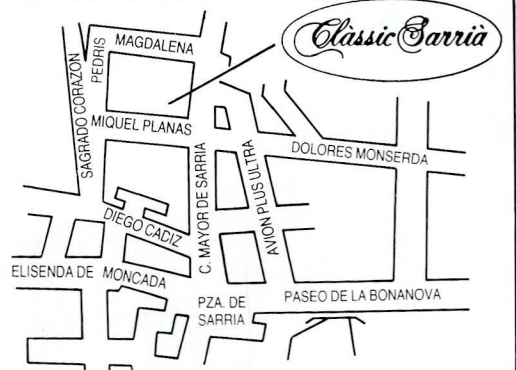 Clàssic Sarrià
MAGDALENA
PEDRIS
SAGRADO CORAZON
MIQUEL PLANAS
DOLORES MONSERDA
C. MAYOR DE SARRIA
AVION PLUS ULTRA
DIEGO CADIZ
ELISENDA DE MONCADA
PZA. DE
SARRIA
PASEO DE LA BONANOVA